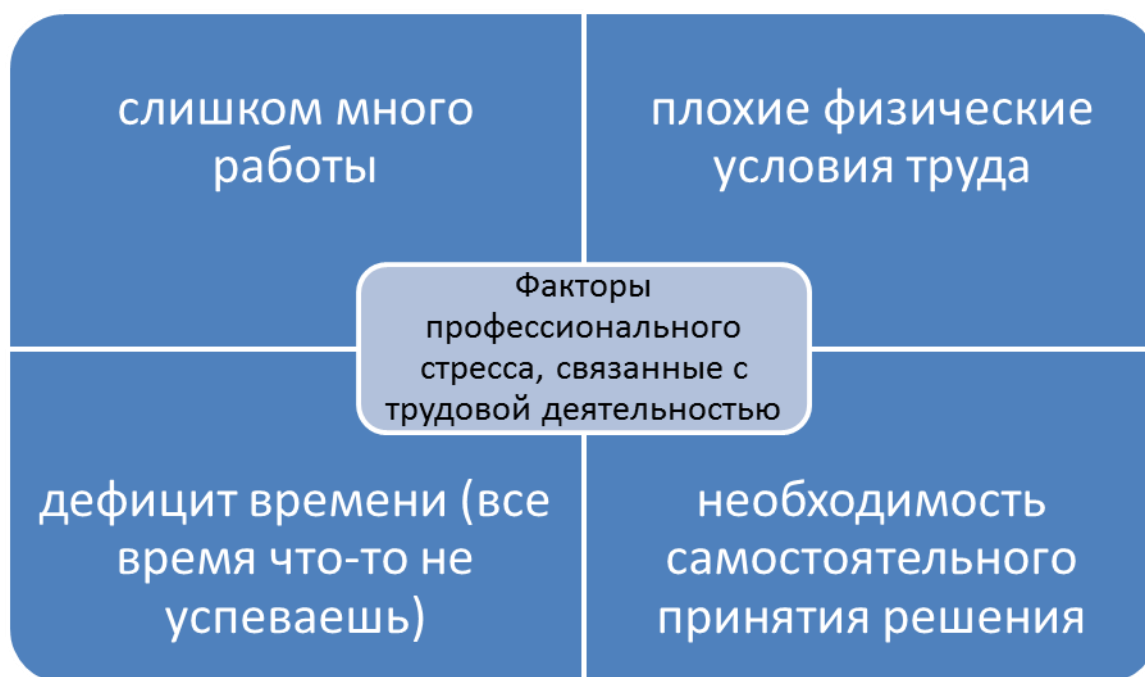 слишком много
работы
плохие физические
условия труда
Факторы
профессионального
стресса, связанные с
трудовой деятельностью
дефицит времени (все
время что-то не
успеваешь)
необходимость
самостоятельного
принятия решения